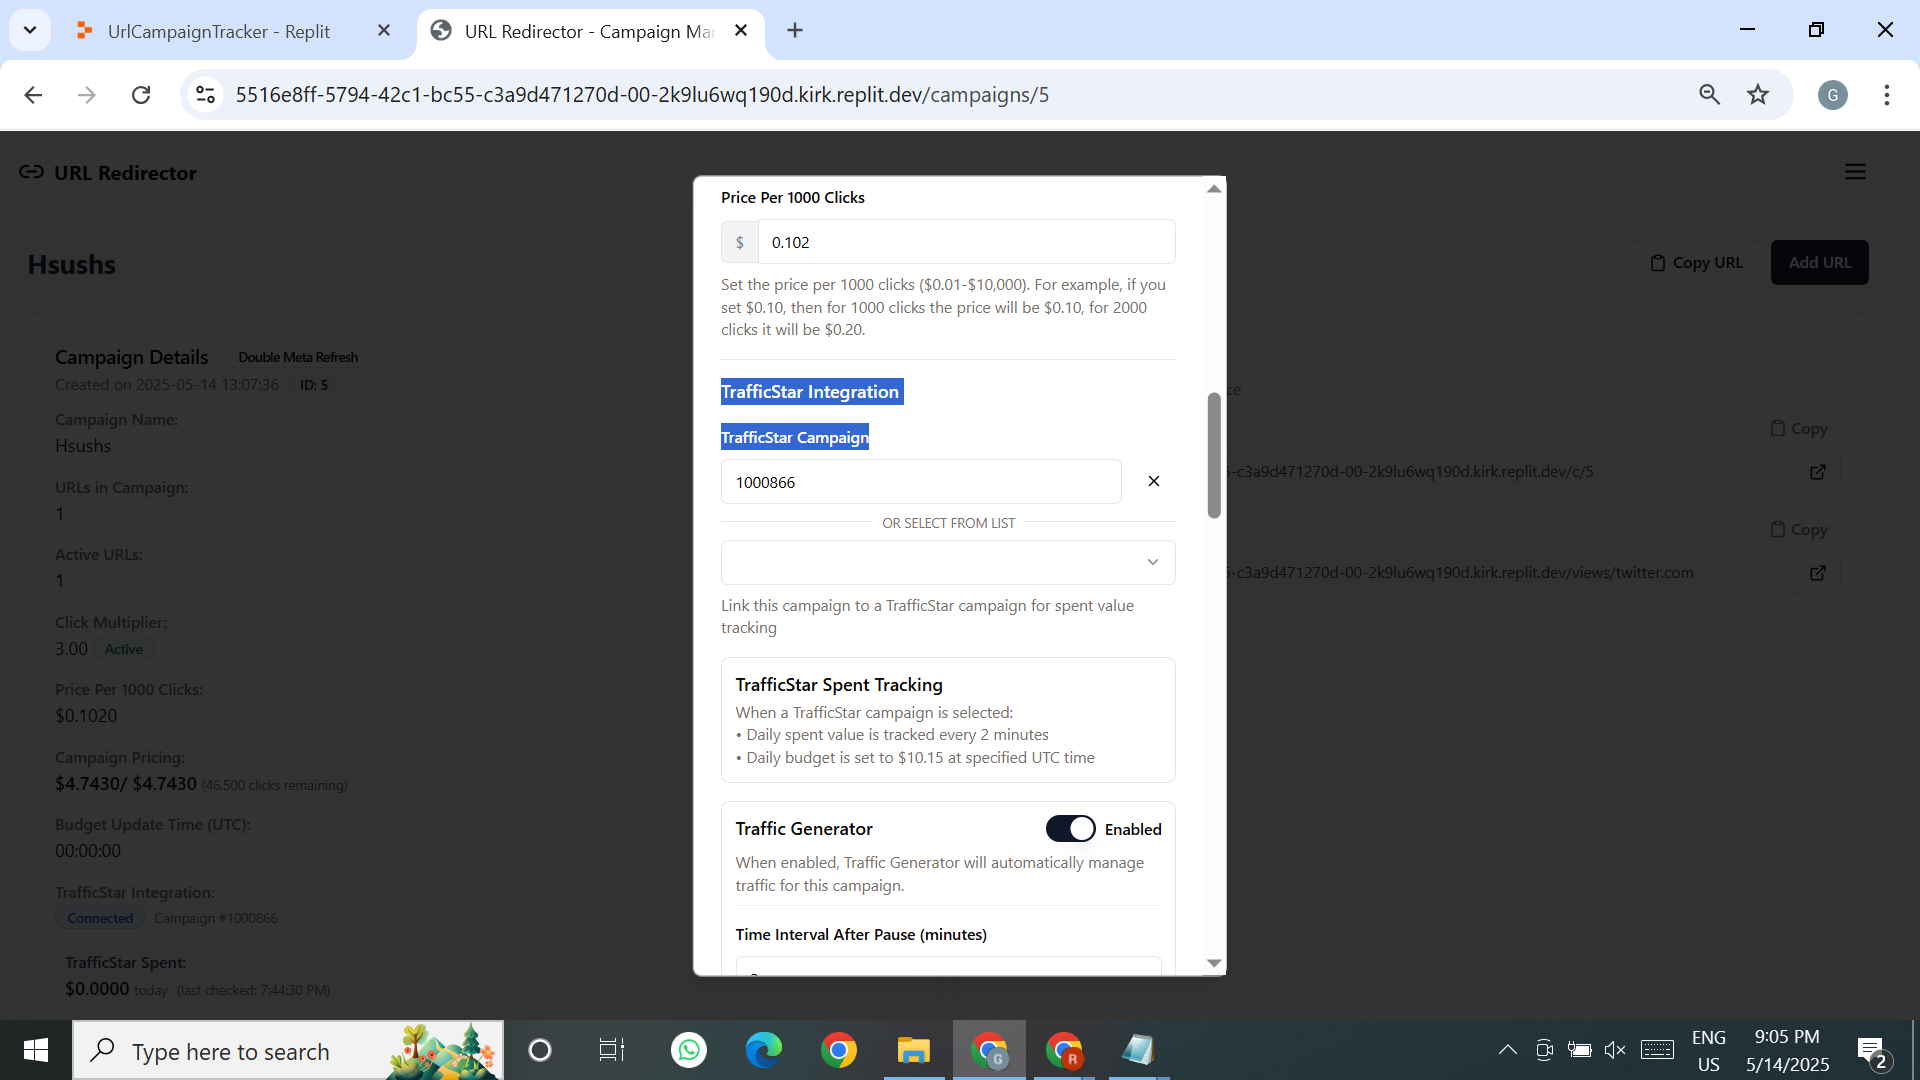 UrlCampaignTracker - Replit
URL Redirector - Campaign Ma
5516e8ff-5794-42c1-bc55-c3a9d471270d-00-2k9lu6wq190d.kirk.replit.dev/campaigns/5
G
URL Redirector
Hsushs
Copy URL
Add URL
Campaign Details
Double Meta Refresh
Created on 2025-05-14 13:07:36
ID: 5
Campaign Name:
Hsushs
URLs in Campaign:
1
Active URLs:
1
Click Multiplier:
3.00 Active
Price Per 1000 Clicks:
$0.1020
Campaign Pricing:
$4.7430/ $4.7430 (46,500 clicks remaining)
Budget Update Time (UTC):
00:00:00
TrafficStar Integration:
Connected Campaign #1000866
TrafficStar Spent:
$0.0000 today (last checked: 7:44:30 PM)
Price Per 1000 Clicks
$ 0.102
Set the price per 1000 clicks ($0.01-$10,000). For example, if you
set $0.10, then for 1000 clicks the price will be $0.10, for 2000
clicks it will be $0.20.
TrafficStar Integration
TrafficStar Campaign
1000866
OR SELECT FROM LIST
Link this campaign to a TrafficStar campaign for spent value
tracking
TrafficStar Spent Tracking
When a TrafficStar campaign is selected:
• Daily spent value is tracked every 2 minutes
• Daily budget is set to $10.15 at specified UTC time
Traffic Generator
Enabled
When enabled, Traffic Generator will automatically manage
traffic for this campaign.
Time Interval After Pause (minutes)
ce
Copy
-c3a9d471270d-00-2k9lu6wq190d.kirk.replit.dev/c/5
Copy
-c3a9d471270d-00-2k9lu6wq190d.kirk.replit.dev/views/twitter.com
Type here to search
G
R
ENG
US
9:05 PM
5/14/2025
2